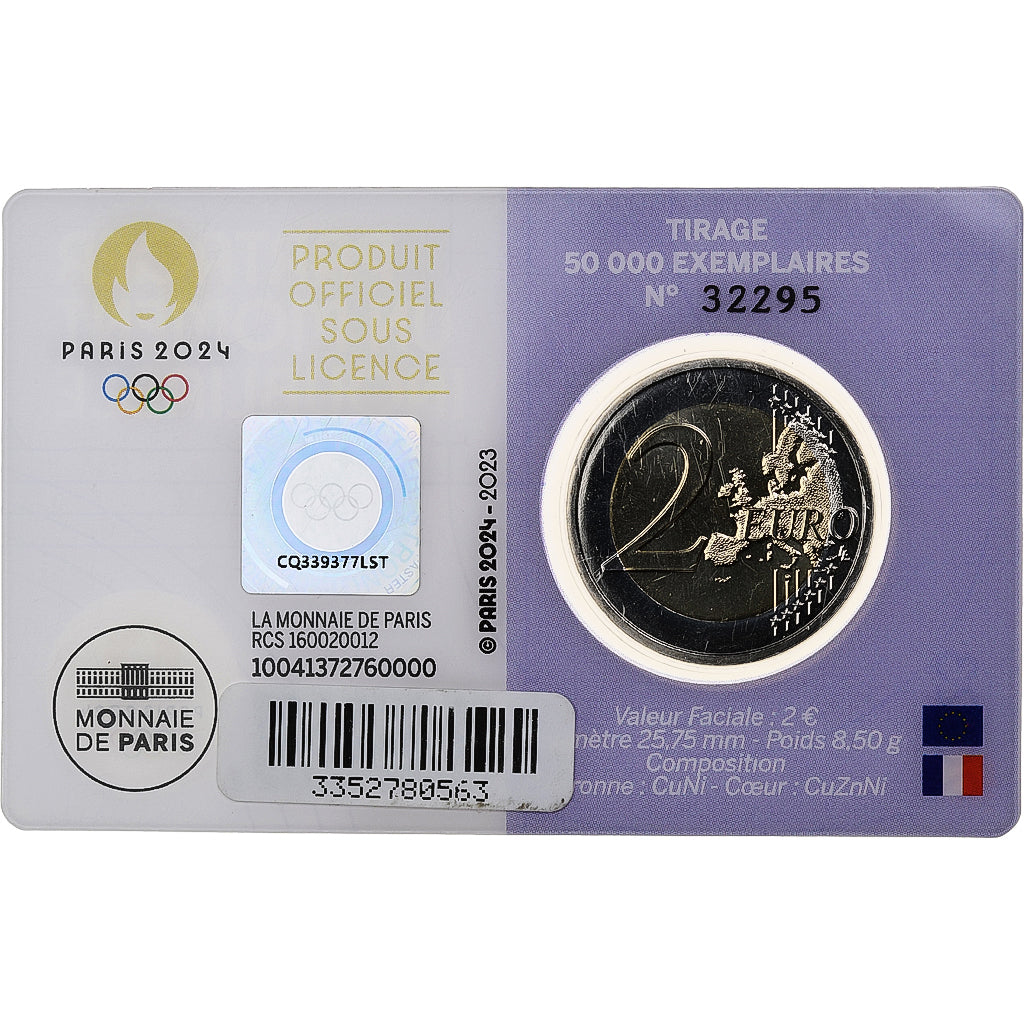 PARIS 2024
PRODUIT
OFFICIEL
SOUS
LICENCE
CQ339377LST
LA MONNAIE DE PARIS
RCS 160020012
10041372760000
© PARIS 2024 - 2023
MONNAIE
DE PARIS
3352780563
TIRAGE
50 000 EXEMPLAIRES
N° 32295
2 EURO
Valeur Faciale : 2 €
mètre 25,75 mm - Poids 8,50 g
Composition
ronne : CuNi - Cœur : CuZnNi